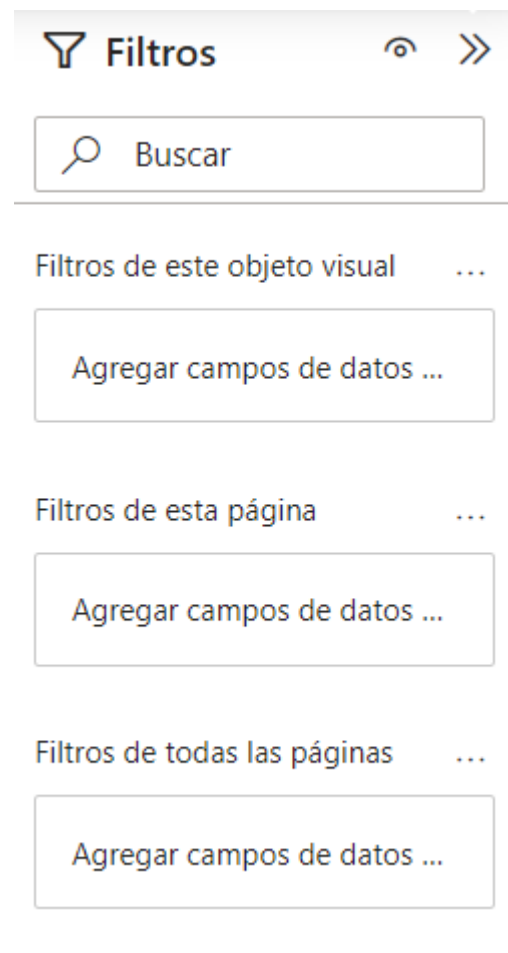 Filtros
Buscar
Filtros de este objeto visual ...
Agregar campos de datos ...
Filtros de esta página ...
Agregar campos de datos ...
Filtros de todas las páginas ...
Agregar campos de datos ...